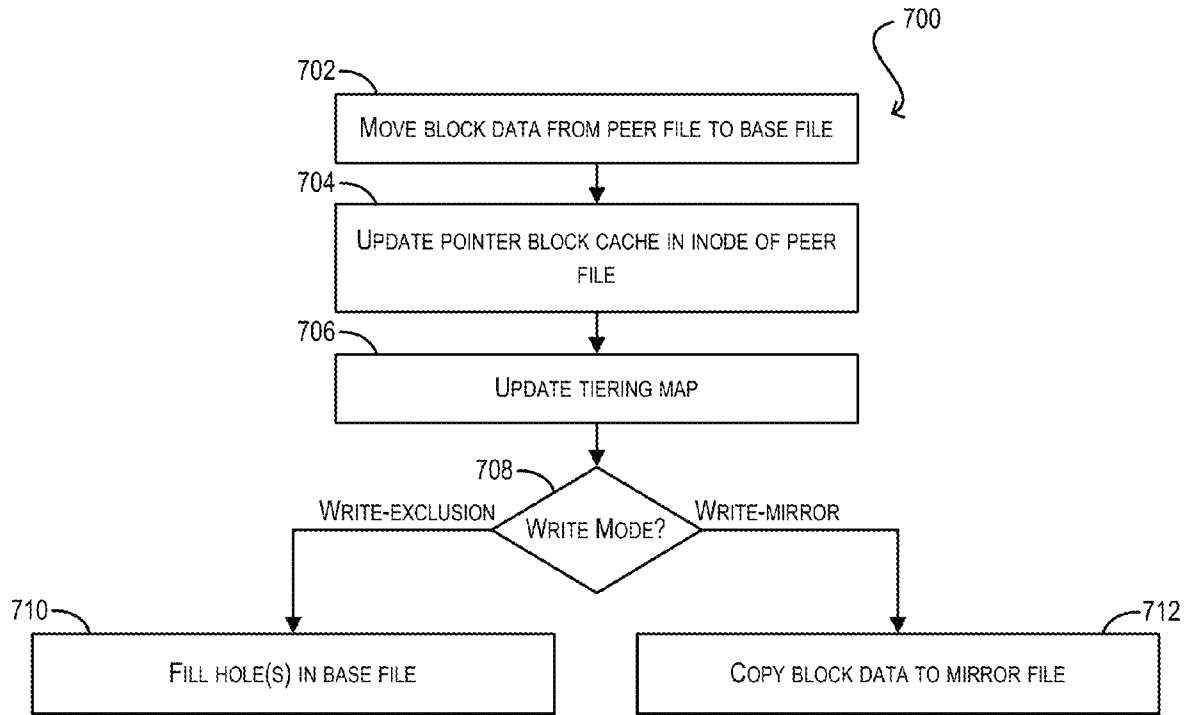 700
702
MOVE BLOCK DATA FROM PEER FILE TO BASE FILE
704
UPDATE POINTER BLOCK CACHE IN INODE OF PEER
FILE
706
UPDATE TIERING MAP
708
WRITE-EXCLUSION
WRITE MODE?
WRITE-MIRROR
710
712
FILL HOLE(S) IN BASE FILE
COPY BLOCK DATA TO MIRROR FILE